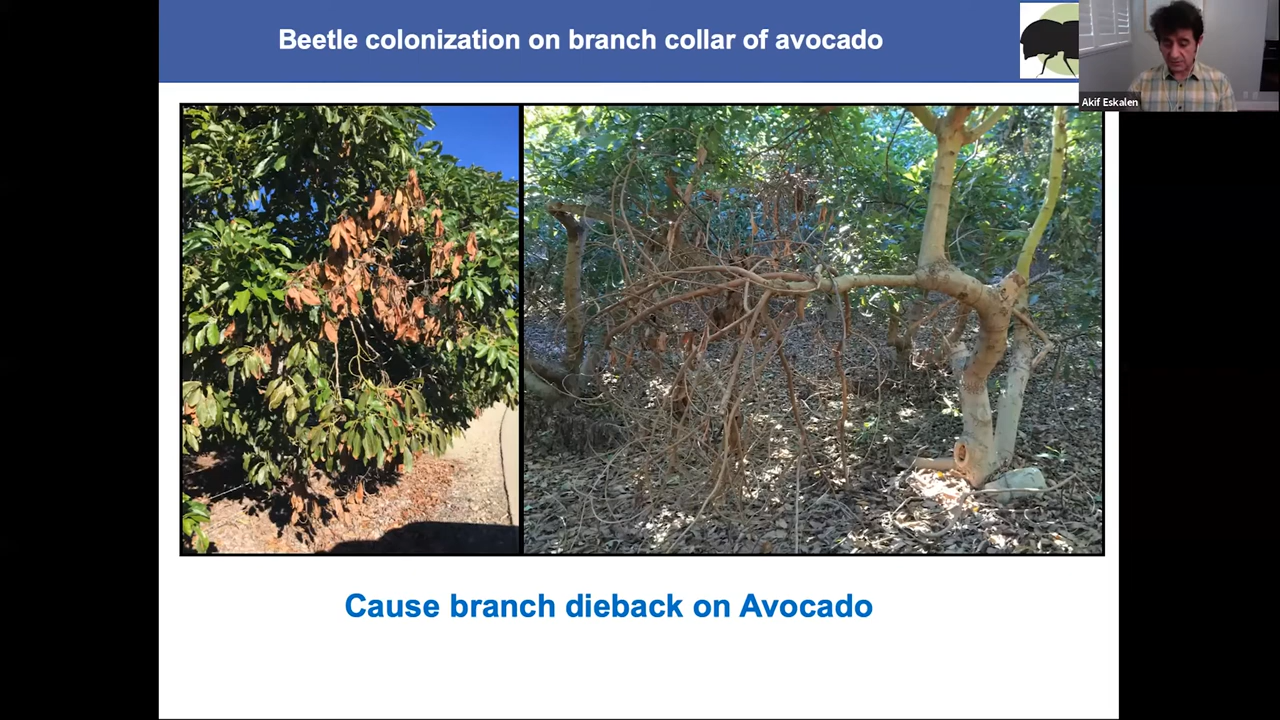 Beetle colonization on branch collar of avocado
Akif Eskalen
Cause branch dieback on Avocado